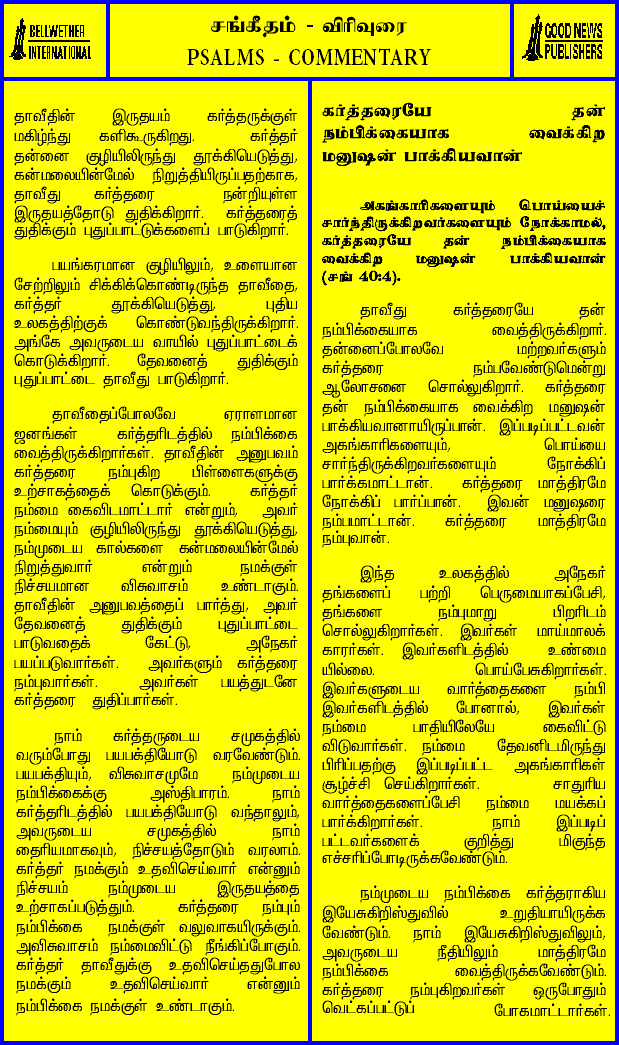 BELLWETHER
INTERNATIONAL
சங்கீதம் - விரிவுரை
PSALMS - COMMENTARY
GOOD NEWS
PUBLISHERS
தாவீதின் இருதயம் கர்த்தருக்குள்
மகிழ்ந்து களிகூருகிறது. கர்த்தர்
தன்னை குழியிலிருந்து தூக்கியெடுத்து,
கன்மலையின்மேல் நிறுத்தியிருப்பதற்காக,
தாவீது கர்த்தரை நன்றியுள்ள
இருதயத்தோடு துதிக்கிறார். கர்த்தரைத்
துதிக்கும் புதுப்பாட்டுக்களைப் பாடுகிறார்.
பயங்கரமான குழியிலும், உளையான
சேற்றிலும் சிக்கிக்கொண்டிருந்த தாவீதை,
கர்த்தர் தூக்கியெடுத்து, புதிய
உலகத்திற்குக் கொண்டுவந்திருக்கிறார்.
அங்கே அவருடைய வாயில் புதுப்பாட்டைக்
கொடுக்கிறார். தேவனைத் துதிக்கும்
புதுப்பாட்டை தாவீது பாடுகிறார்.
தாவீதைப்போலவே ஏராளமான
ஜனங்கள் கர்த்தரிடத்தில் நம்பிக்கை
வைத்திருக்கிறார்கள். தாவீதின் அனுபவம்
கர்த்தரை நம்புகிற பிள்ளைகளுக்கு
உற்சாகத்தைக் கொடுக்கும். கர்த்தர்
நம்மை கைவிடமாட்டார் என்றும், அவர்
நம்மையும் குழியிலிருந்து தூக்கியெடுத்து,
நம்முடைய கால்களை கன்மலையின்மேல்
நிறுத்துவார் என்றும் நமக்குள்
நிச்சயமான விசுவாசம் உண்டாகும்.
தாவீதின் அனுபவத்தைப் பார்த்து, அவர்
தேவனைத் துதிக்கும் புதுப்பாட்டை
பாடுவதைக் கேட்டு, அநேகர்
பயப்படுவார்கள். அவர்களும் கர்த்தரை
நம்புவார்கள். அவர்கள் பயத்துடனே
கர்த்தரை துதிப்பார்கள்.
நாம் கர்த்தருடைய சமுகத்தில்
வரும்போது பயபக்தியோடு வரவேண்டும்.
பயபக்தியும், விசுவாசமுமே நம்முடைய
நம்பிக்கைக்கு அஸ்திபாரம். நாம்
கர்த்தரிடத்தில் பயபக்தியோடு வந்தாலும்,
அவருடைய சமுகத்தில் நாம்
தைரியமாகவும், நிச்சயத்தோடும் வரலாம்.
கர்த்தர் நமக்கும் உதவிசெய்வார் என்னும்
நிச்சயம் நம்முடைய இருதயத்தை
உற்சாகப்படுத்தும். கர்த்தரை நம்பும்
நம்பிக்கை நமக்குள் வலுவாகயிருக்கும்.
அவிசுவாசம் நம்மைவிட்டு நீங்கிப்போகும்.
கர்த்தர் தாவீதுக்கு உதவிசெய்ததுபோல
நமக்கும் உதவிசெய்வார் என்னும்
நம்பிக்கை நமக்குள் உண்டாகும்.
கர்த்தரையே தன்
நம்பிக்கையாக வைக்கிற
மனுஷன் பாக்கியவான்
அகங்காரிகளையும் பொய்யைச்
சார்ந்திருக்கிறவர்களையும் நோக்காமல்,
கர்த்தரையே தன் நம்பிக்கையாக
வைக்கிற மனுஷன் பாக்கியவான்
(சங் 40:4).
தாவீது கர்த்தரையே தன்
நம்பிக்கையாக வைத்திருக்கிறார்.
தன்னைப்போலவே மற்றவர்களும்
கர்த்தரை நம்பவேண்டுமென்று
ஆலோசனை சொல்லுகிறார். கர்த்தரை
தன் நம்பிக்கையாக வைக்கிற மனுஷன்
பாக்கியவானாயிருப்பான். இப்படிப்பட்டவன்
அகங்காரிகளையும், பொய்யை
சார்ந்திருக்கிறவர்களையும் நோக்கிப்
பார்க்கமாட்டான். கர்த்தரை மாத்திரமே
நோக்கிப் பார்ப்பான். இவன் மனுஷரை
நம்பமாட்டான். கர்த்தரை மாத்திரமே
நம்புவான்.
இந்த உலகத்தில் அநேகர்
தங்களைப் பற்றி பெருமையாகப்பேசி,
தங்களை நம்புமாறு பிறரிடம்
சொல்லுகிறார்கள். இவர்கள் மாய்மாலக்
காரர்கள். இவர்களிடத்தில் உண்மை
யில்லை. பொய்பேசுகிறார்கள்.
இவர்களுடைய வார்த்தைகளை நம்பி
இவர்களிடத்தில் போனால், இவர்கள்
நம்மை பாதியிலேயே கைவிட்டு
விடுவார்கள். நம்மை தேவனிடமிருந்து
பிரிப்பதற்கு இப்படிப்பட்ட அகங்காரிகள்
சூழ்ச்சி செய்கிறார்கள். சாதுரிய
வார்த்தைகளைப்பேசி நம்மை மயக்கப்
பார்க்கிறார்கள். நாம் இப்படிப்
பட்டவர்களைக் குறித்து மிகுந்த
எச்சரிப்போடிருக்கவேண்டும்.
நம்முடைய நம்பிக்கை கர்த்தராகிய
இயேசுகிறிஸ்துவில் உறுதியாயிருக்க
வேண்டும். நாம் இயேசுகிறிஸ்துவிலும்,
அவருடைய நீதியிலும் மாத்திரமே
நம்பிக்கை வைத்திருக்கவேண்டும்.
கர்த்தரை நம்புகிறவர்கள் ஒருபோதும்
வெட்கப்பட்டுப் போகமாட்டார்கள்.